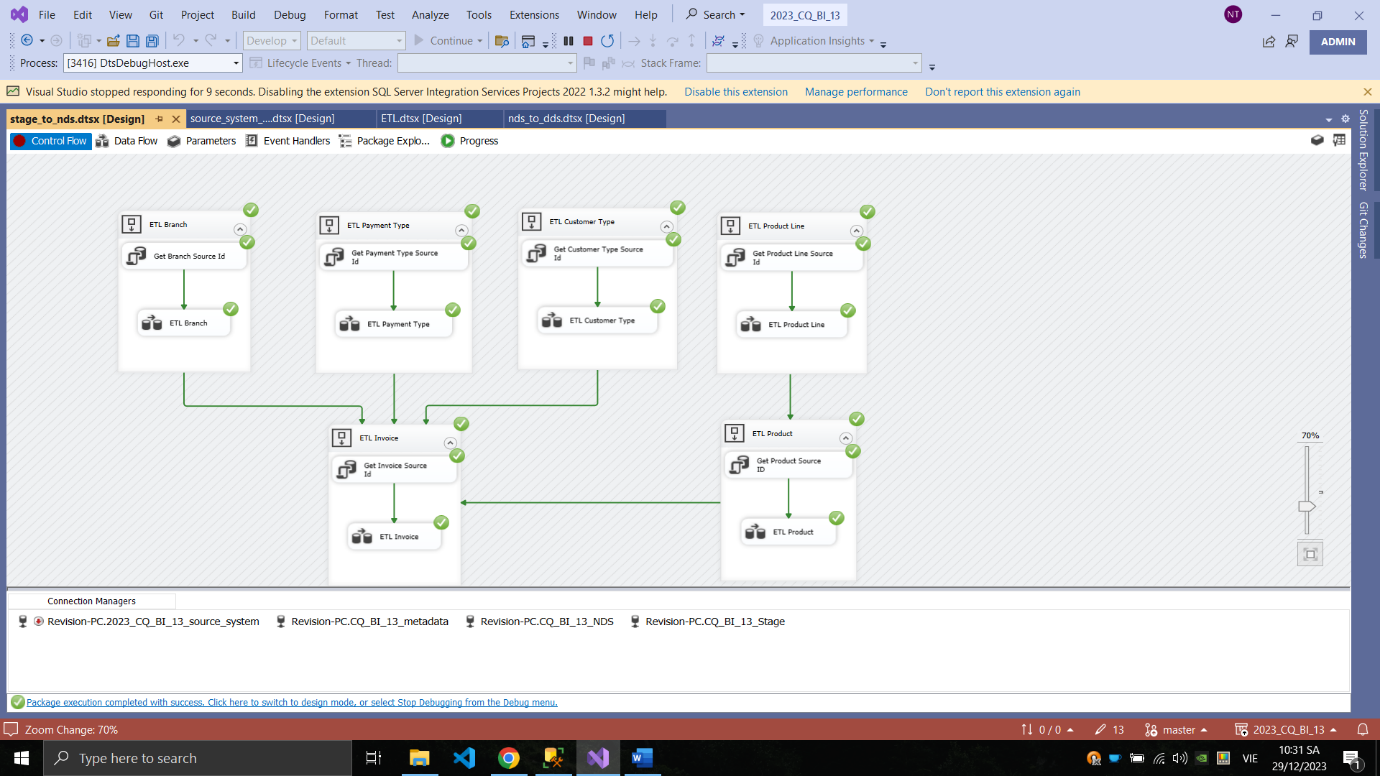 File Edit View Git Project Build Debug Format Test Analyze Tools Extensions Window Help Search 2023_CQ_BI_13 NT
Develop Default Continue Application Insights ADMIN
Process: [3416] DtsDebugHost.exe Lifecycle Events Thread: Stack Frame:
Visual Studio stopped responding for 9 seconds. Disabling the extension SQL Server Integration Services Projects 2022 1.3.2 might help. Disable this extension Manage performance Don't report this extension again
stage_to_nds.dtsx [Design] source_system_....dtsx [Design] ETL.dtsx [Design] nds_to_dds.dtsx [Design]
Control Flow Data Flow Parameters Event Handlers Package Explo... Progress
Solution Explorer
Git Changes
ETL Branch
Get Branch Source Id
ETL Branch
ETL Payment Type
Get Payment Type Source
Id
ETL Payment Type
ETL Customer Type
Get Customer Type Source
Id
ETL Customer Type
ETL Product Line
Get Product Line Source
Id
ETL Product Line
ETL Invoice
Get Invoice Source
Id
ETL Invoice
ETL Product
Get Product Source
ID
ETL Product
70%
Connection Managers
Revision-PC.2023_CQ_BI_13_source_system Revision-PC.CQ_BI_13_metadata Revision-PC.CQ_BI_13_NDS Revision-PC.CQ_BI_13_Stage
Package execution completed with success. Click here to switch to design mode, or select Stop Debugging from the Debug menu.
Zoom Change: 70% 0 / 0 13 master 2023_CQ_BI_13
Type here to search VIE 10:31 SA
29/12/2023 1